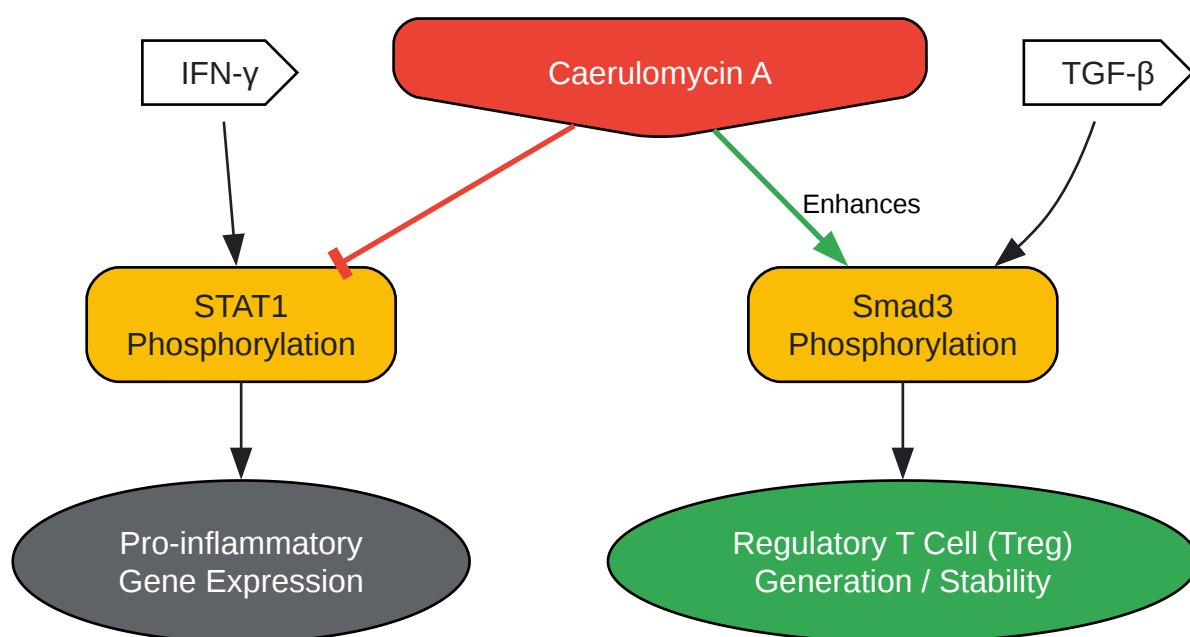 IFN-γ
Caerulomycin A
TGF-β
Enhances
STAT1
Phosphorylation
Smad3
Phosphorylation
Pro-inflammatory
Gene Expression
Regulatory T Cell (Treg)
Generation / Stability